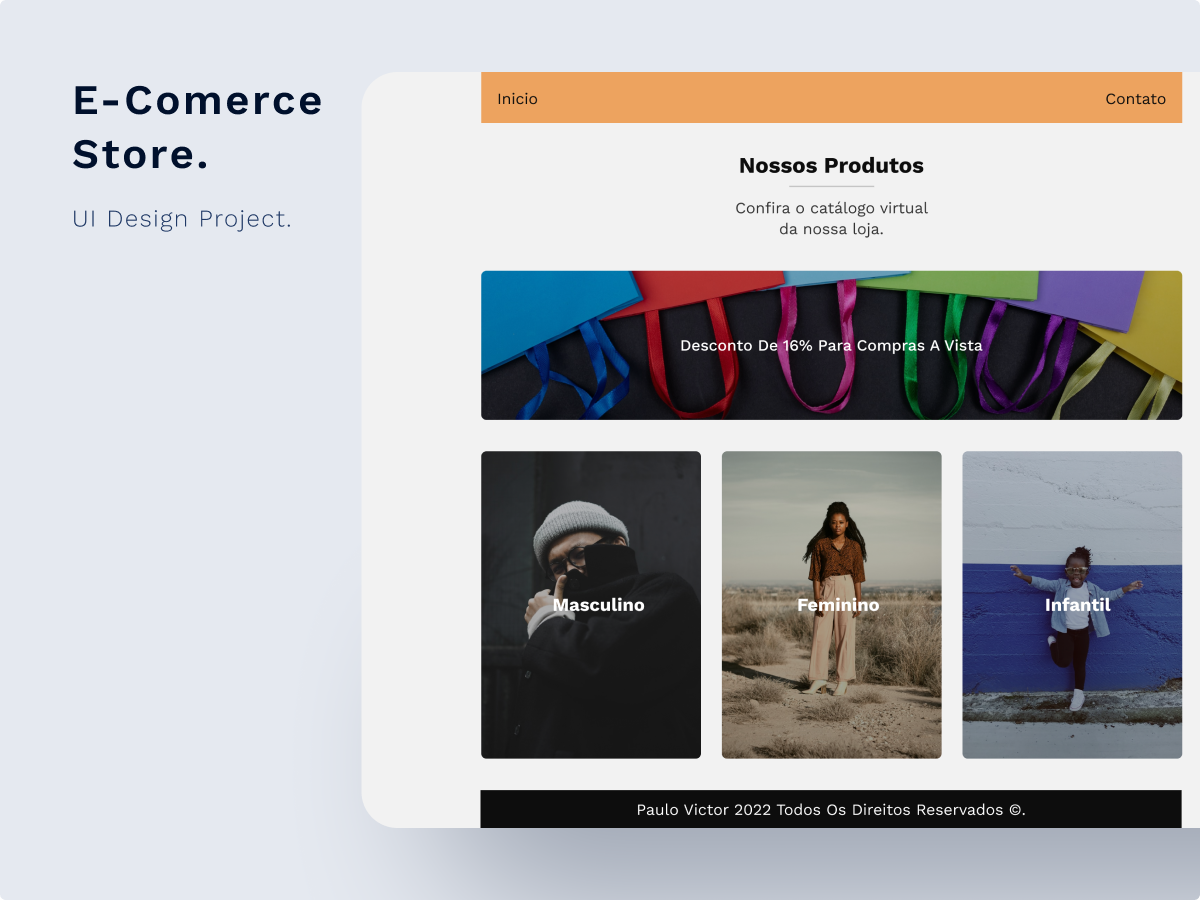 E-Comerce
Store.
UI Design Project.
Inicio
Contato
Nossos Produtos
Confira o catálogo virtual
da nossa loja.
Desconto De 16% Para Compras A Vista
Masculino
Feminino
Infantil
Paulo Victor 2022 Todos Os Direitos Reservados ©.